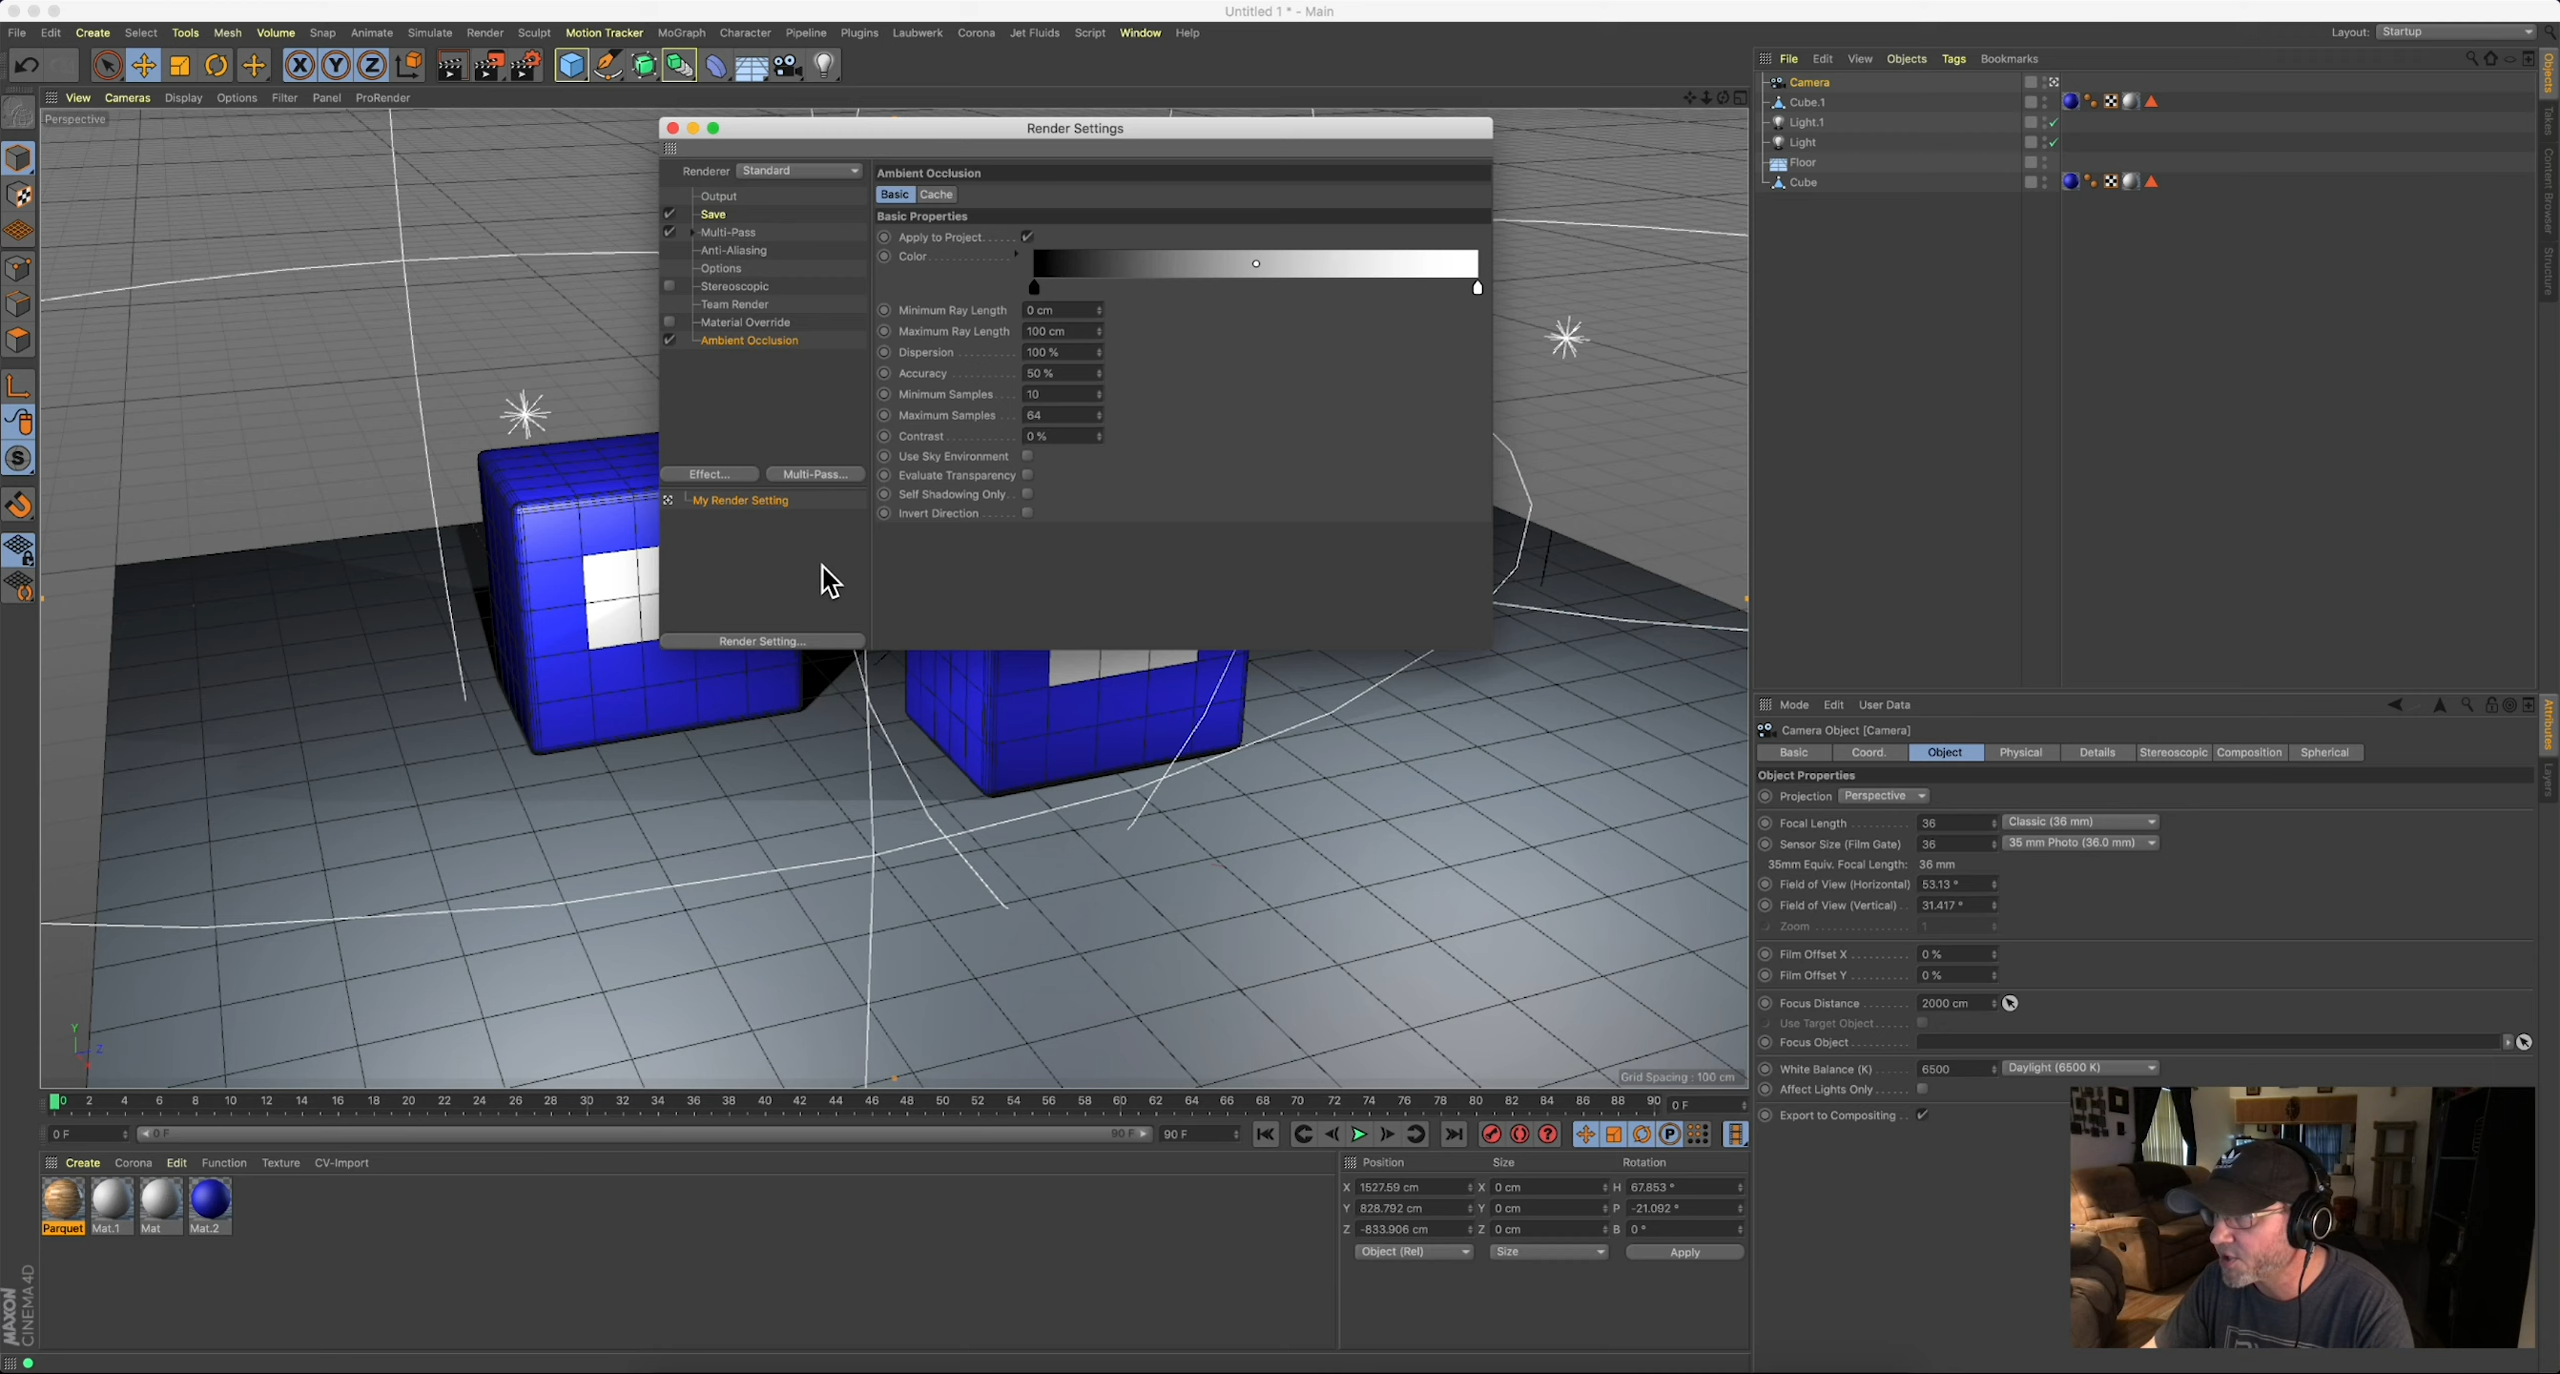 Untitled 1 * - Main
File Edit Create Select Tools Mesh Volume Snap Animate Simulate Render Sculpt Motion Tracker MoGraph Character Pipeline Plugins Laubwerk Corona Jet Fluids Script Window Help
Layout: Startup
View Cameras Display Options Filter Panel ProRender
Perspective
Render Settings
Renderer Standard
Output
Save
Multi-Pass
Anti-Aliasing
Options
Stereoscopic
Team Render
Material Override
Ambient Occlusion
Effect... Multi-Pass...
My Render Setting
Render Setting...
Ambient Occlusion
Basic Cache
Basic Properties
Apply to Project
Color
Minimum Ray Length 0 cm
Maximum Ray Length 100 cm
Dispersion 100 %
Accuracy 50 %
Minimum Samples 10
Maximum Samples 64
Contrast 0 %
Use Sky Environment
Evaluate Transparency
Self Shadowing Only
Invert Direction
Grid Spacing : 100 cm
Y
Z
File Edit View Objects Tags Bookmarks
Camera
Cube.1
Light.1
Light
Floor
Cube
Objects
Takes
Content Browser
Structure
Mode Edit User Data
Camera Object [Camera]
Basic Coord. Object Physical Details Stereoscopic Composition Spherical
Object Properties
Projection Perspective
Focal Length 36 Classic (36 mm)
Sensor Size (Film Gate) 36 35 mm Photo (36.0 mm)
35mm Equiv. Focal Length: 36 mm
Field of View (Horizontal) 53.13 °
Field of View (Vertical) 31.417 °
Zoom 1
Film Offset X 0 %
Film Offset Y 0 %
Focus Distance 2000 cm
Use Target Object
Focus Object
White Balance (K) 6500 Daylight (6500 K)
Affect Lights Only
Export to Compositing
Attributes
Layers
0 2 4 6 8 10 12 14 16 18 20 22 24 26 28 30 32 34 36 38 40 42 44 46 48 50 52 54 56 58 60 62 64 66 68 70 72 74 76 78 80 82 84 86 88 90 0 F
0 F 0 F 90 F 90 F
Create Corona Edit Function Texture CV-Import
Parquet Mat.1 Mat Mat.2
Position Size Rotation
X 1527.59 cm X 0 cm H 67.853 °
Y 828.792 cm Y 0 cm P -21.092 °
Z -833.906 cm Z 0 cm B 0 °
Object (Rel) Size Apply
MAXON
CINEMA 4D